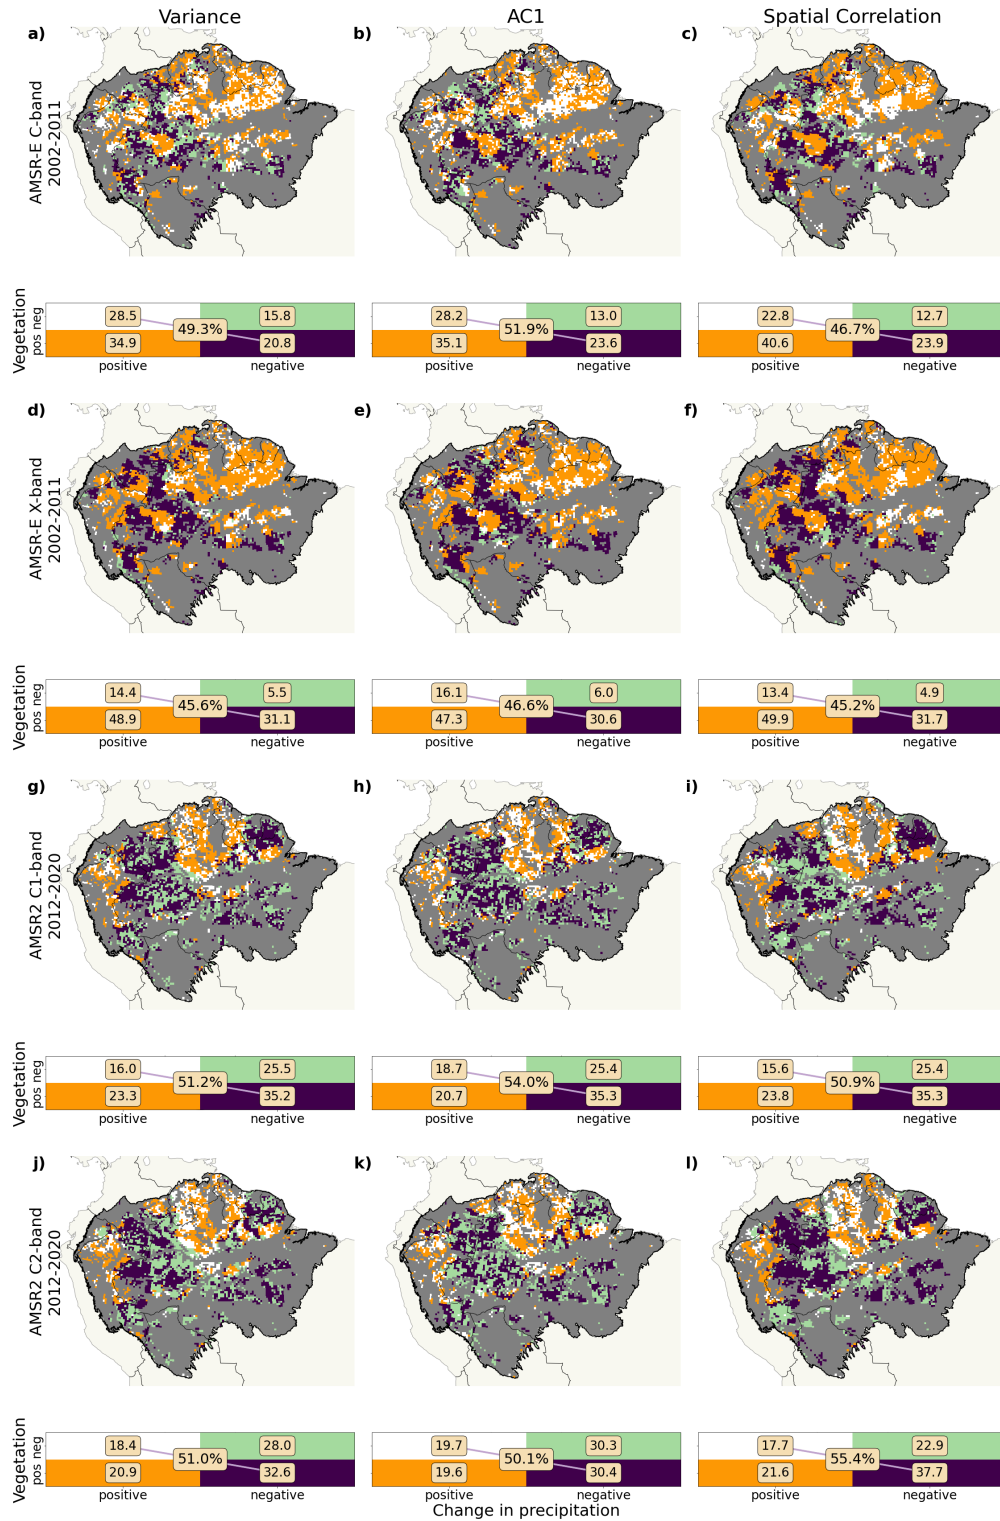 Variance AC1 Spatial Correlation
a) b) c)
AMSR-E C-band
2002-2011
Vegetation
pos neg
28.5 15.8 28.2 13.0 22.8 12.7
49.3% 51.9% 46.7%
34.9 20.8 35.1 23.6 40.6 23.9
positive negative positive negative positive negative
d) e) f)
AMSR-E X-band
2002-2011
Vegetation
pos neg
14.4 5.5 16.1 6.0 13.4 4.9
45.6% 46.6% 45.2%
48.9 31.1 47.3 30.6 49.9 31.7
positive negative positive negative positive negative
g) h) i)
AMSR2 C1-band
2012-2020
Vegetation
pos neg
16.0 25.5 18.7 25.4 15.6 25.4
51.2% 54.0% 50.9%
23.3 35.2 20.7 35.3 23.8 35.3
positive negative positive negative positive negative
j) k) l)
AMSR2 C2-band
2012-2020
Vegetation
pos neg
18.4 28.0 19.7 30.3 17.7 22.9
51.0% 50.1% 55.4%
20.9 32.6 19.6 30.4 21.6 37.7
positive negative positive negative positive negative
Change in precipitation